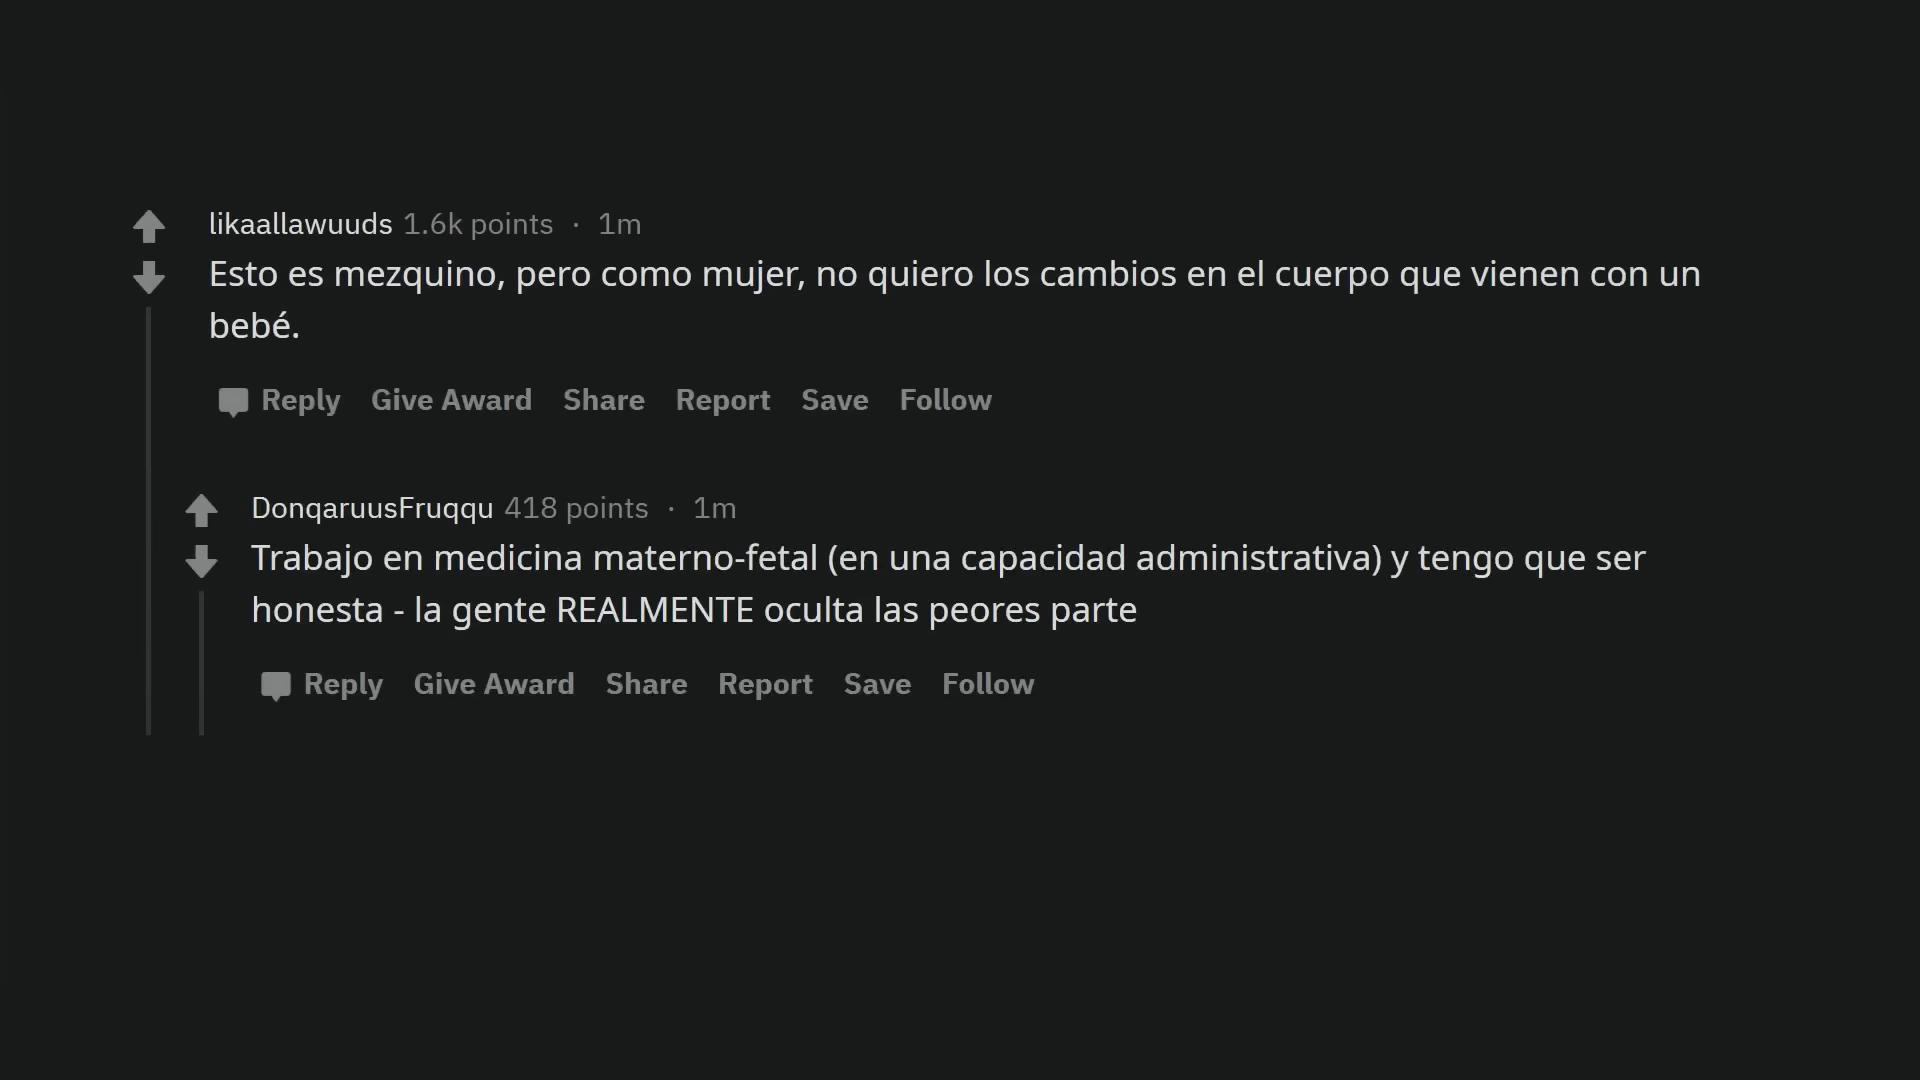 likaallawuuds 1.6k points · 1m
Esto es mezquino, pero como mujer, no quiero los cambios en el cuerpo que vienen con un
bebé.
Reply Give Award Share Report Save Follow
DonqaruusFruqqu 418 points · 1m
Trabajo en medicina materno-fetal (en una capacidad administrativa) y tengo que ser
honesta - la gente REALMENTE oculta las peores parte
Reply Give Award Share Report Save Follow